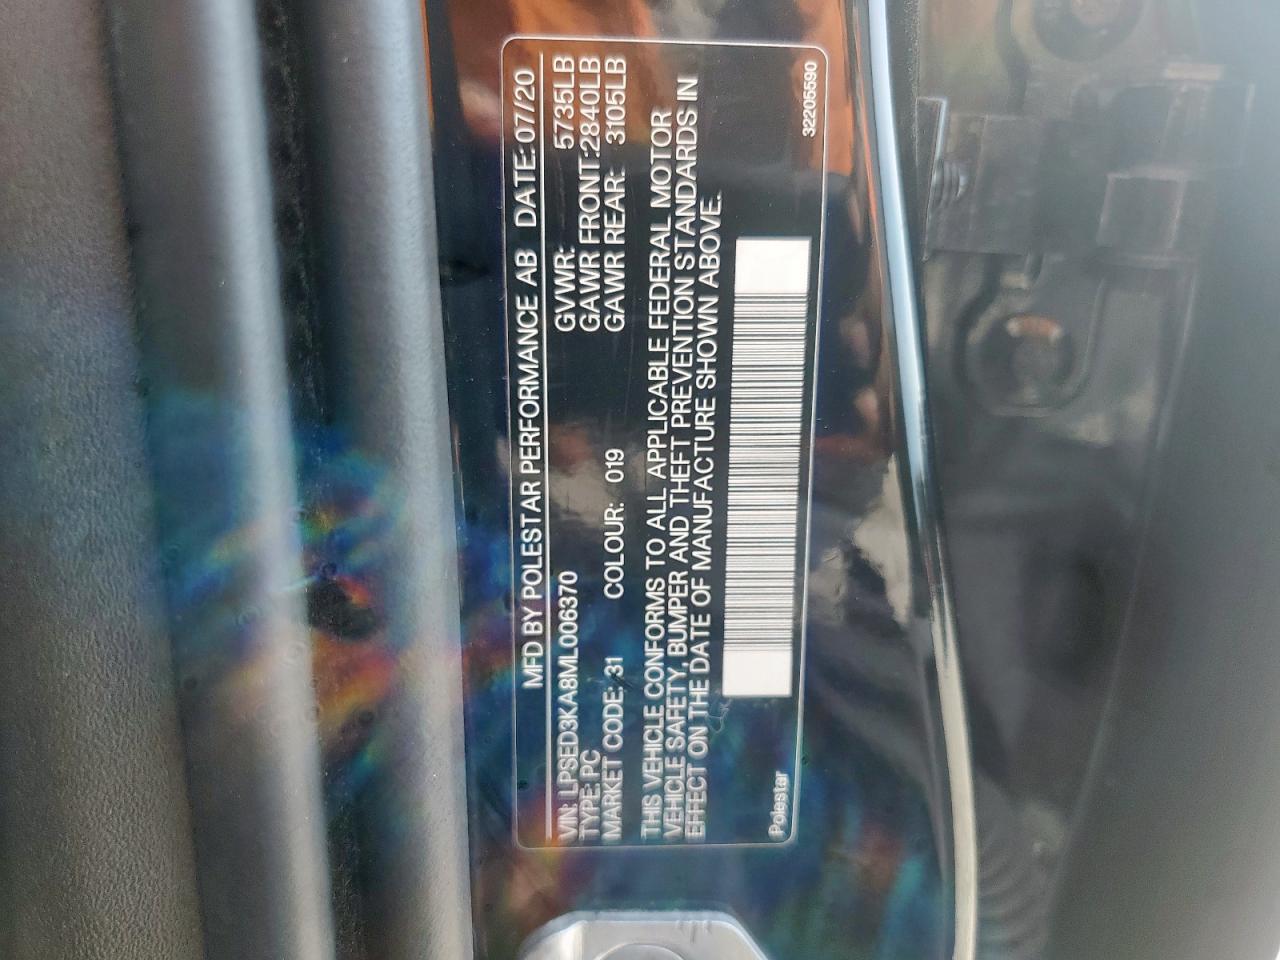 MFD BY POLESTAR PERFORMANCE AB DATE: 07/20
VIN: LPSED3KA8ML006370 GVWR: 5735LB
TYPE: PC GAWR FRONT: 2840LB
MARKET CODE: 31 COLOUR: 019 GAWR REAR: 3105LB
THIS VEHICLE CONFORMS TO ALL APPLICABLE FEDERAL MOTOR
VEHICLE SAFETY, BUMPER AND THEFT PREVENTION STANDARDS IN
EFFECT ON THE DATE OF MANUFACTURE SHOWN ABOVE.
Polestar 32205590